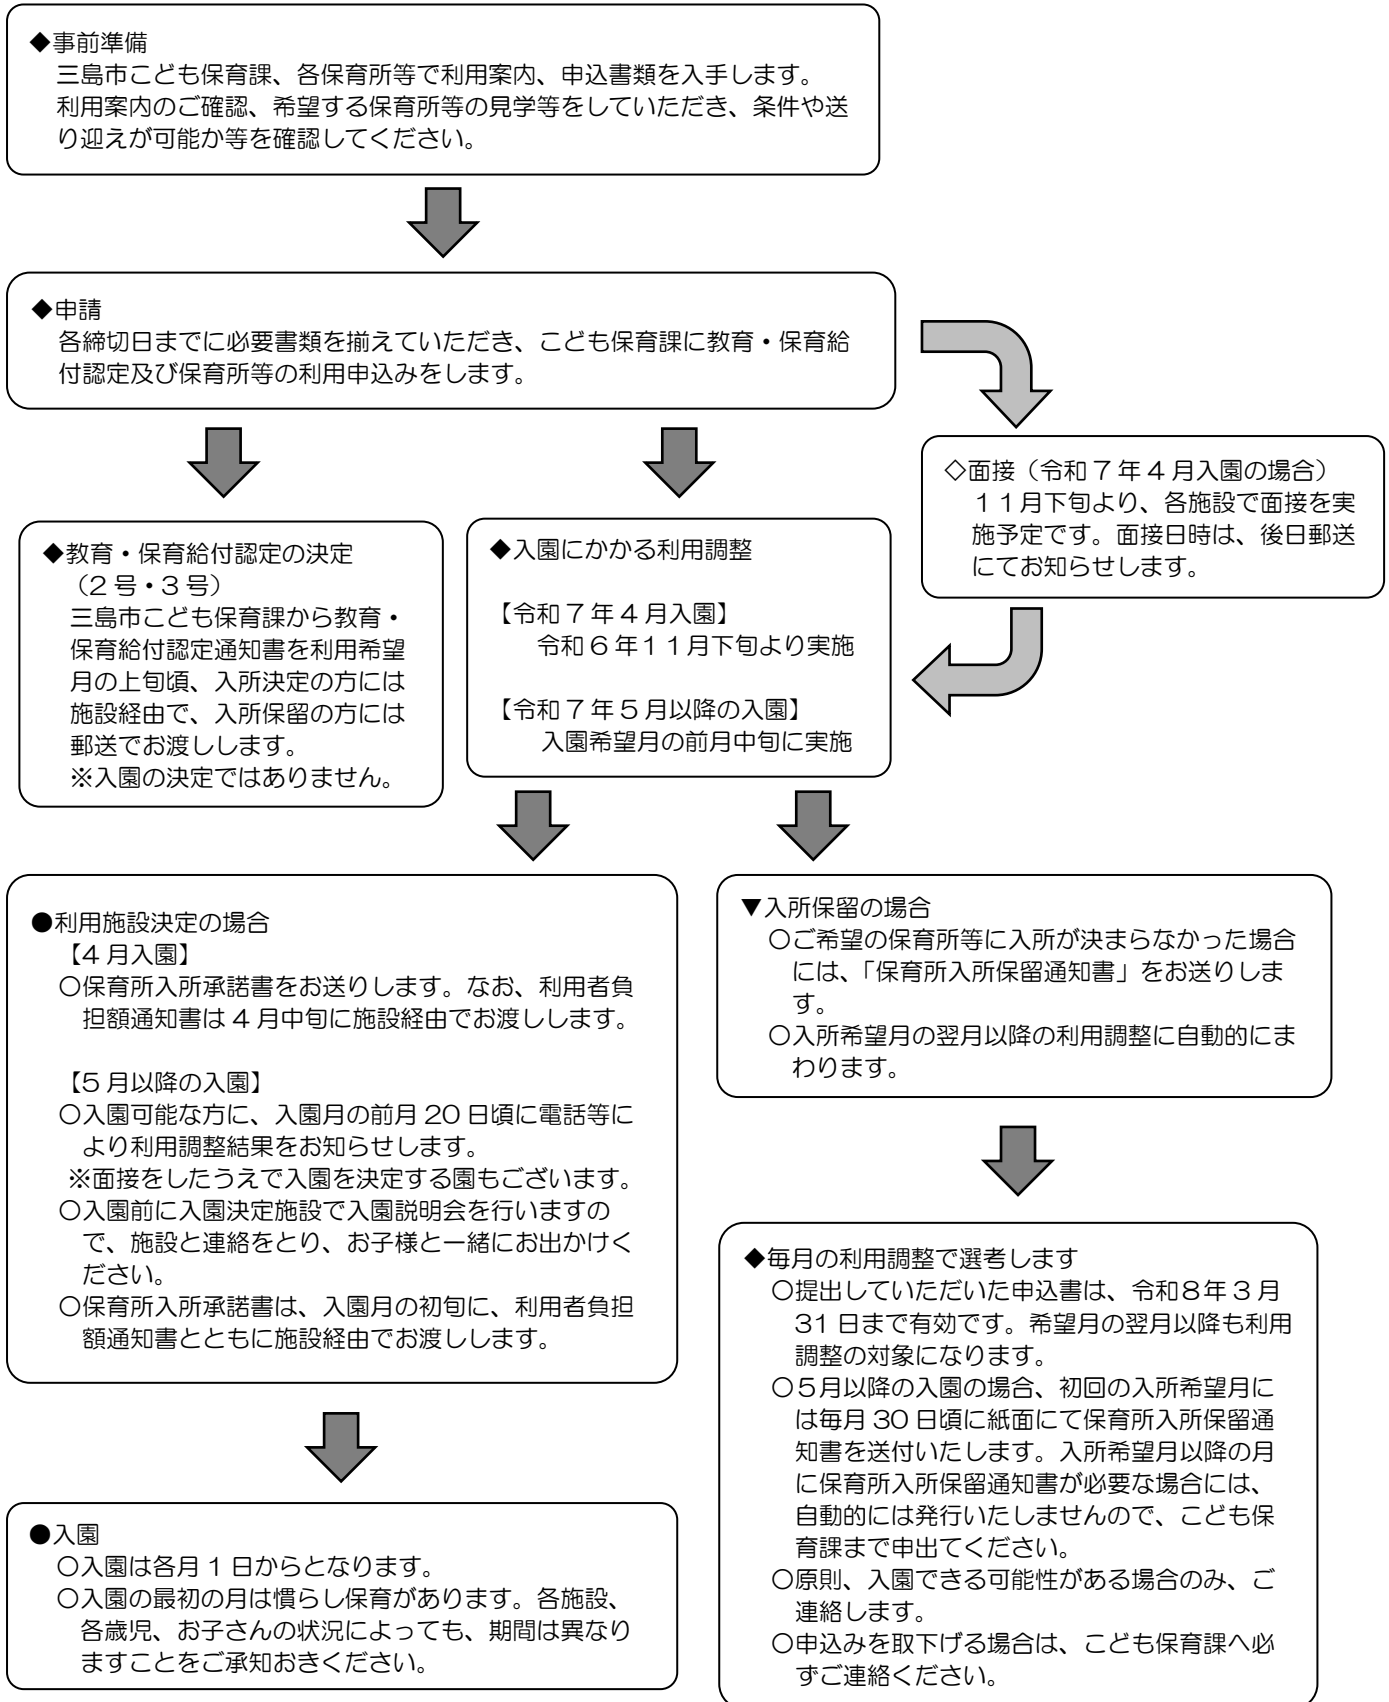 ◆事前準備
三島市こども保育課、各保育所等で利用案内、申込書類を入手します。
利用案内のご確認、希望する保育所等の見学等をしていただき、条件や送
り迎えが可能か等を確認してください。
◆申請
各締切日までに必要書類を揃えていただき、こども保育課に教育・保育給
付認定及び保育所等の利用申込みをします。
◇面接（令和７年４月入園の場合）
１１月下旬より、各施設で面接を実
施予定です。面接日時は、後日郵送
にてお知らせします。
◆教育・保育給付認定の決定
（２号・３号）
三島市こども保育課から教育・
保育給付認定通知書を利用希望
月の上旬頃、入所決定の方には
施設経由で、入所保留の方には
郵送でお渡しします。
※入園の決定ではありません。
◆入園にかかる利用調整
【令和７年４月入園】
令和６年１１月下旬より実施
【令和７年５月以降の入園】
入園希望月の前月中旬に実施
●利用施設決定の場合
【４月入園】
〇保育所入所承諾書をお送りします。なお、利用者負
担額通知書は４月中旬に施設経由でお渡しします。
【５月以降の入園】
〇入園可能な方に、入園月の前月 20 日頃に電話等に
より利用調整結果をお知らせします。
※面接をしたうえで入園を決定する園もございます。
〇入園前に入園決定施設で入園説明会を行いますの
で、施設と連絡をとり、お子様と一緒にお出かけく
ださい。
〇保育所入所承諾書は、入園月の初旬に、利用者負担
額通知書とともに施設経由でお渡しします。
▼入所保留の場合
〇ご希望の保育所等に入所が決まらなかった場合
には、「保育所入所保留通知書」をお送りしま
す。
〇入所希望月の翌月以降の利用調整に自動的にま
わります。
◆毎月の利用調整で選考します
〇提出していただいた申込書は、令和８年３月
31 日まで有効です。希望月の翌月以降も利用
調整の対象になります。
〇５月以降の入園の場合、初回の入所希望月に
は毎月 30 日頃に紙面にて保育所入所保留通
知書を送付いたします。入所希望月以降の月
に保育所入所保留通知書が必要な場合には、
自動的には発行いたしませんので、こども保
育課まで申出てください。
〇原則、入園できる可能性がある場合のみ、ご
連絡します。
〇申込みを取下げる場合は、こども保育課へ必
ずご連絡ください。
●入園
〇入園は各月１日からとなります。
〇入園の最初の月は慣らし保育があります。各施設、
各歳児、お子さんの状況によっても、期間は異なり
ますことをご承知おきください。